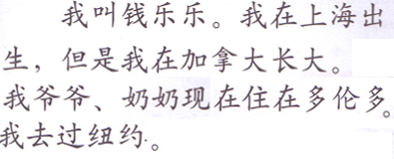 我叫钱乐乐。我在上海出
生，但是我在加拿大长大。
我爷爷、奶奶现在住在多伦多。
我去过纽约。